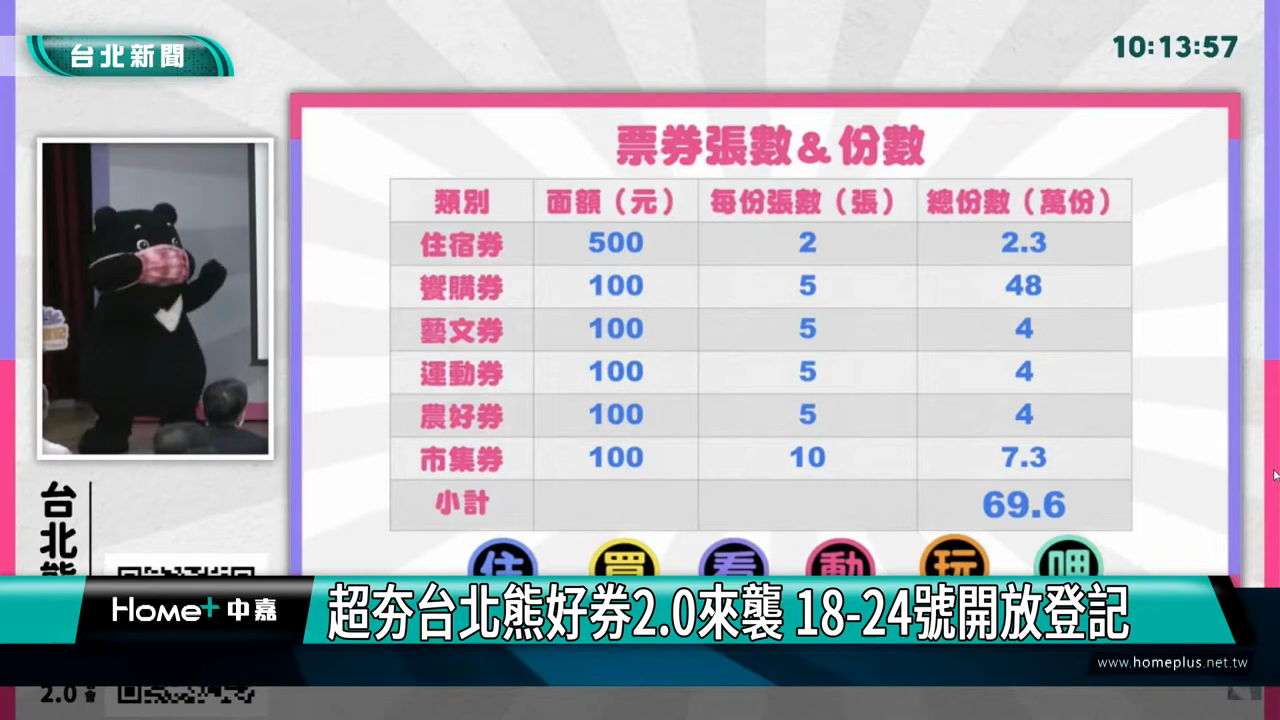 台北新聞
10:13:57
票券張數&份數
類別 面額（元） 每份張數（張） 總份數（萬份）
住宿券 500 2 2.3
饗購券 100 5 48
藝文券 100 5 4
運動券 100 5 4
農好券 100 5 4
市集券 100 10 7.3
小計 69.6
住 買 看 動 玩 呷
台北熊
2.0
Home+中嘉
超夯台北熊好券2.0來襲 18-24號開放登記
www.homeplus.net.tw